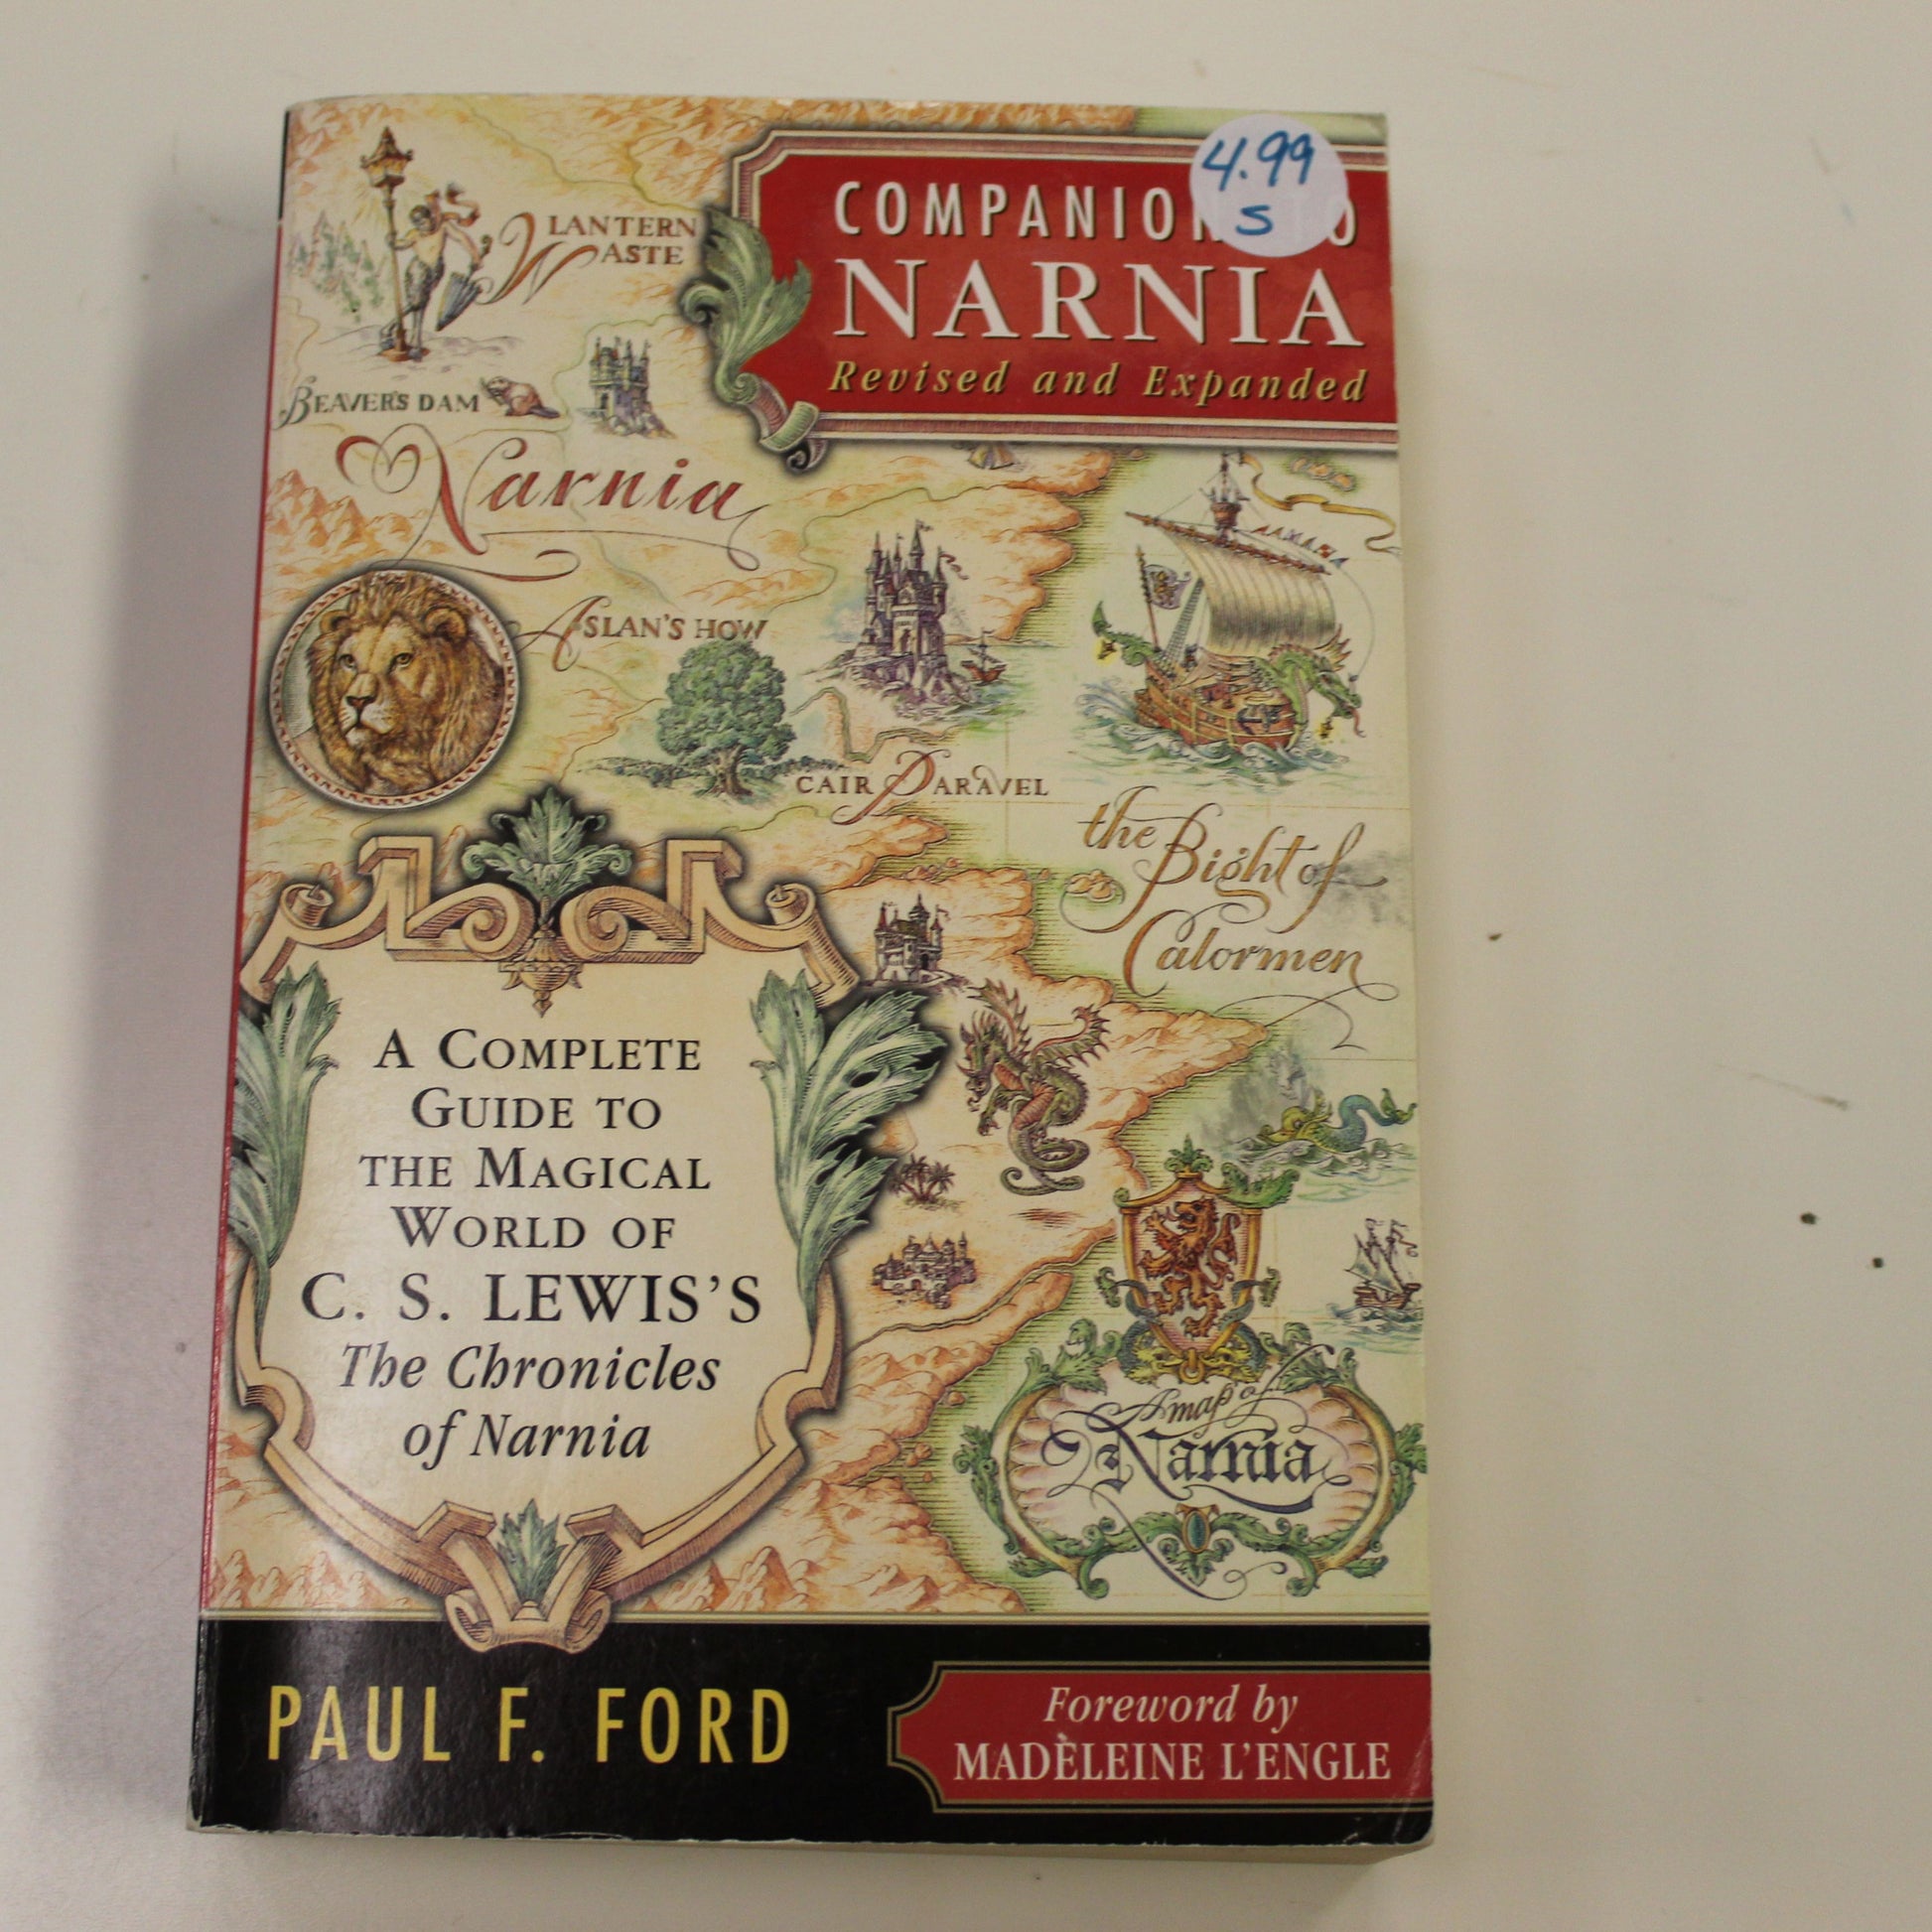 4.99
S
COMPANION TO
NARNIA
Revised and Expanded
LANTERN
WASTE
BEAVERS DAM
Narnia
ASLAN'S HOW
CAIR PARAVEL
the Bight of
Calormen
A COMPLETE
GUIDE TO
THE MAGICAL
WORLD OF
C. S. LEWIS'S
The Chronicles
of Narnia
A map of
Narnia
PAUL F. FORD
Foreword by
MADELEINE L'ENGLE